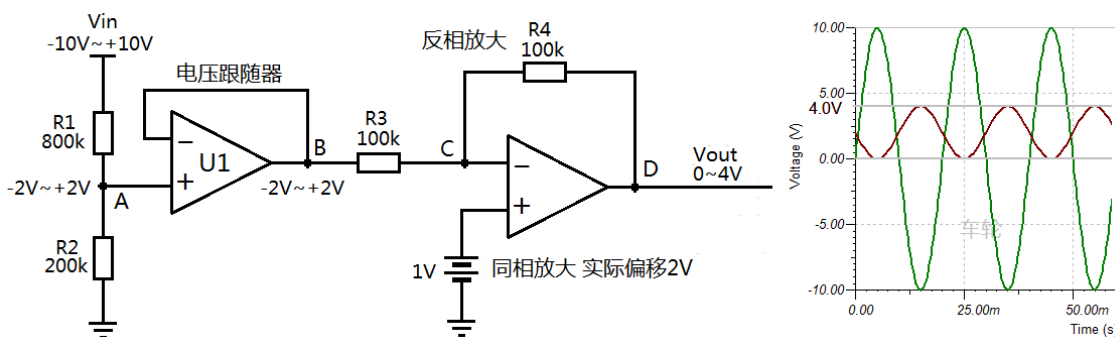 Vin
-10V~+10V
电压跟随器
R1
800k
U1
-2V~+2V
A
B
-2V~+2V
R2
200k
R3
100k
反相放大
R4
100k
C
D
Vout
0~4V
1V
同相放大 实际偏移2V
10.00
5.00
4.0V
Voltage (V)
0.00
-5.00
-10.00
车轮
0.00
25.00m
50.00m
Time (s